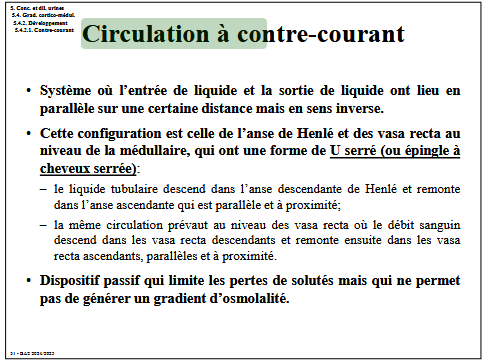 5. Conc. et dil. urines
5.4. Grad. cortico-médul.
5.4.2. Développement
5.4.2.1. Contre-courant
Circulation à contre-courant
• Système où l'entrée de liquide et la sortie de liquide ont lieu en
parallèle sur une certaine distance mais en sens inverse.
• Cette configuration est celle de l'anse de Henlé et des vasa recta au
niveau de la médullaire, qui ont une forme de U serré (ou épingle à
cheveux serrée):
– le liquide tubulaire descend dans l'anse descendante de Henlé et remonte
dans l'anse ascendante qui est parallèle et à proximité;
– la même circulation prévaut au niveau des vasa recta où le débit sanguin
descend dans les vasa recta descendants et remonte ensuite dans les vasa
recta ascendants, parallèles et à proximité.
• Dispositif passif qui limite les pertes de solutés mais qui ne permet
pas de générer un gradient d'osmolalité.